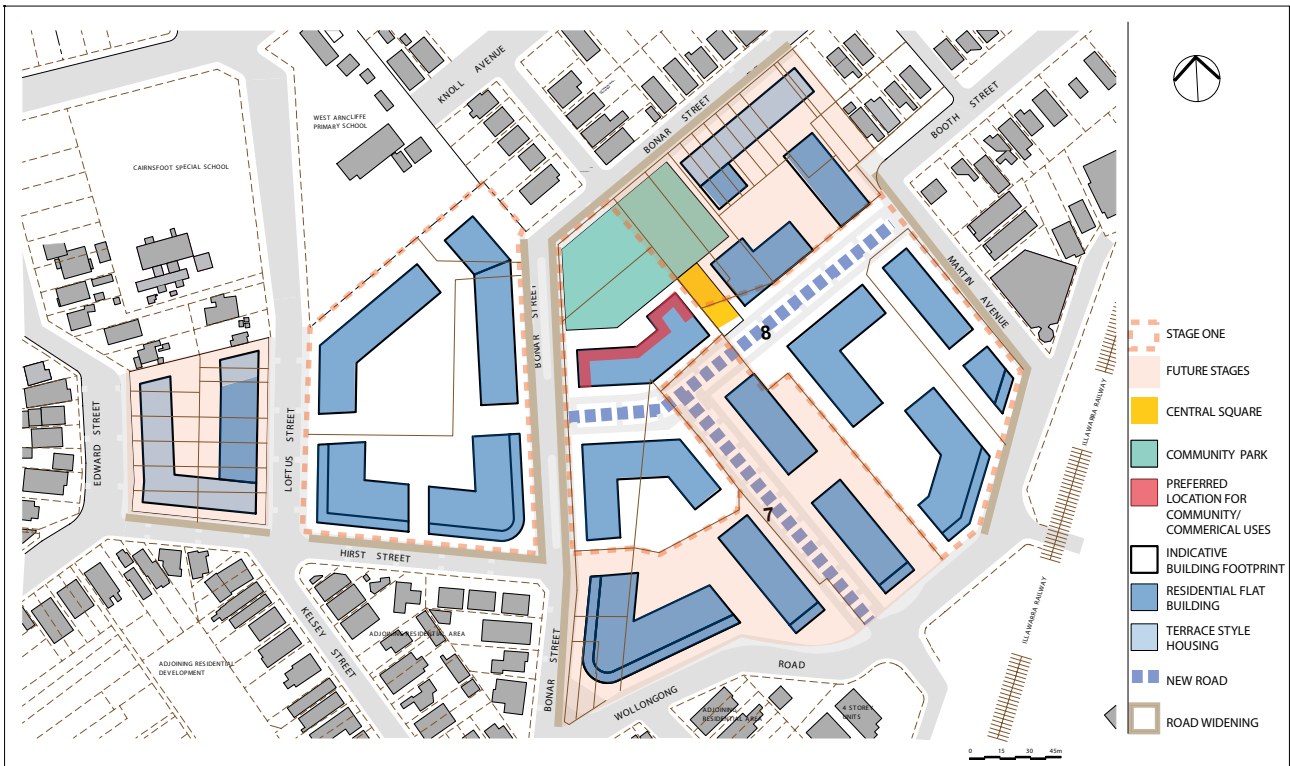 KNOLL AVENUE
WEST ARNCLIFFE
PRIMARY SCHOOL
CAIRNSFOOT SPECIAL SCHOOL
BONAR STREET
BOOTH STREET
MARTIN AVENUE
ILLAWARRA RAILWAY
BONAR STREET
8
7
EDWARD STREET
LOFTUS STREET
HIRST STREET
KELSEY STREET
ADJOINING RESIDENTIAL AREA
ADJOINING RESIDENTIAL
DEVELOPMENT
BONAR STREET
WOLLONGONG ROAD
ADJOINING
RESIDENTIAL AREA
4 STOREY
UNITS
ILLAWARRA RAILWAY
0 15 30 45m
STAGE ONE
FUTURE STAGES
CENTRAL SQUARE
COMMUNITY PARK
PREFERRED
LOCATION FOR
COMMUNITY/
COMMERICAL USES
INDICATIVE
BUILDING FOOTPRINT
RESIDENTIAL FLAT
BUILDING
TERRACE STYLE
HOUSING
NEW ROAD
ROAD WIDENING